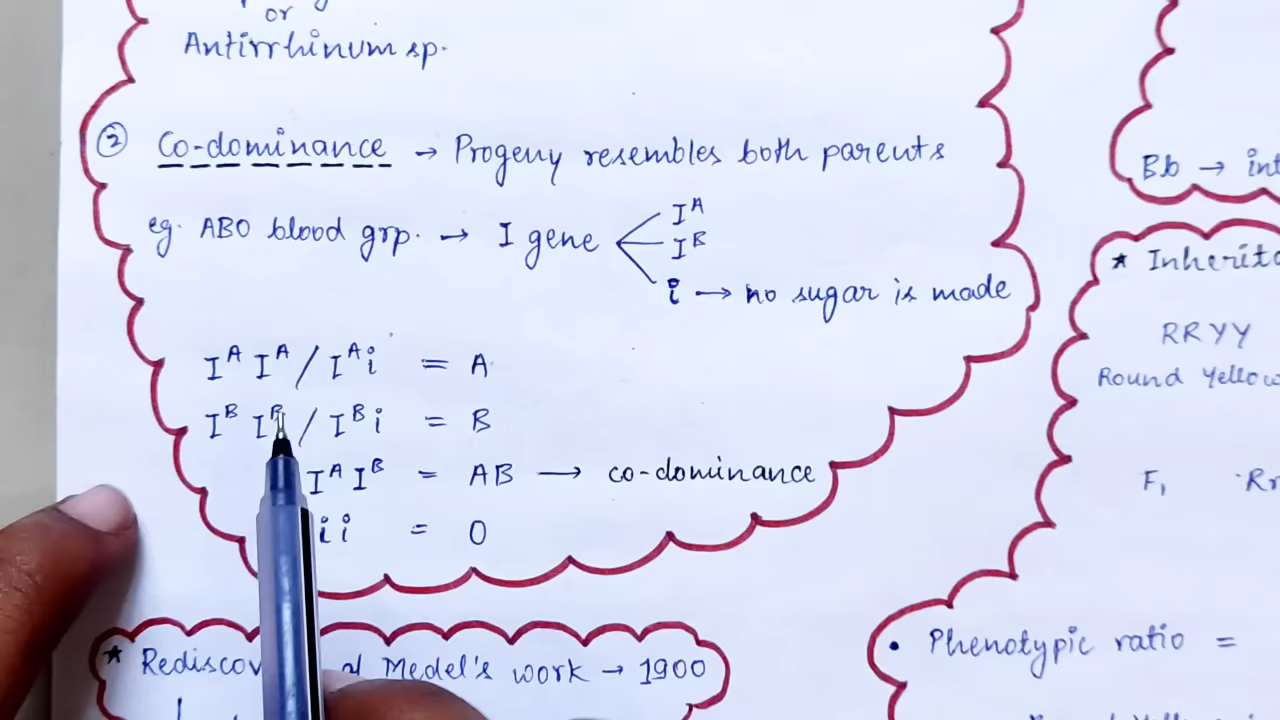 or
Antirrhinum sp.
② Co-dominance → Progeny resembles both parents
eg. ABO blood grp. → I gene
I^A
I^B
i → no sugar is made
I^A I^A / I^A i = A
I^B I^B / I^B i = B
I^A I^B = AB → co-dominance
ii = O
* Medel's work → 1900
Bb →
*
RRYY
Round Yellow
F₁
• Phenotypic ratio =